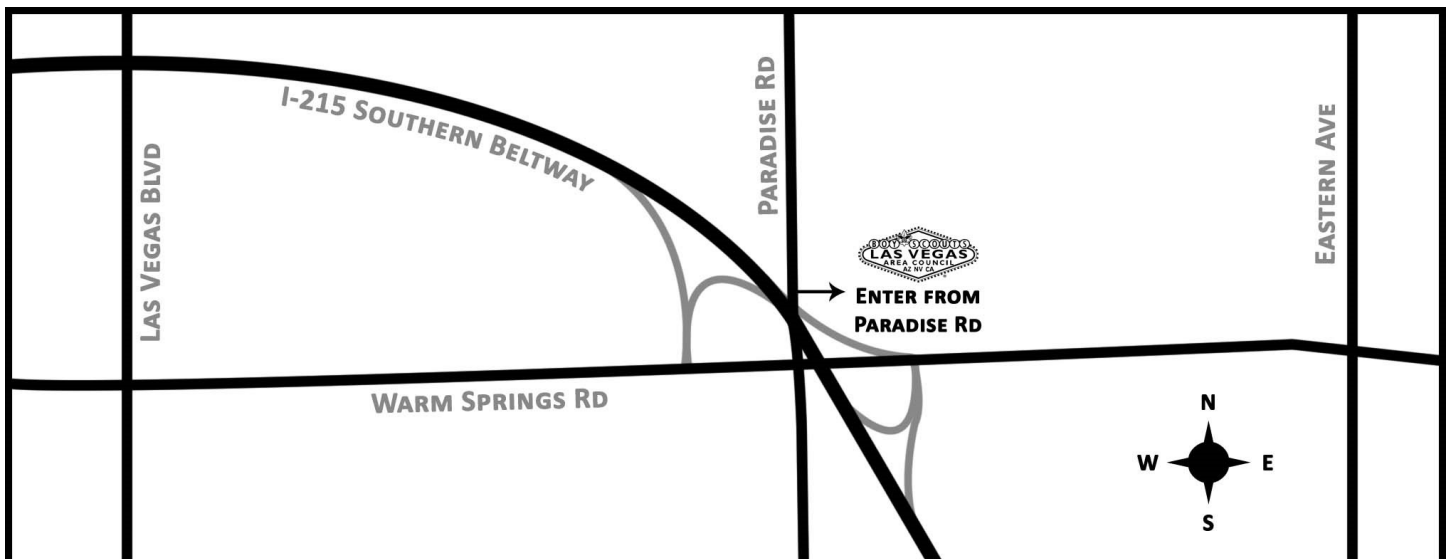 I-215 Southern Beltway
Las Vegas Blvd
Paradise Rd
Eastern Ave
BOY SCOUTS
LAS VEGAS
AREA COUNCIL
AZ NV CA
Enter from
Paradise Rd
Warm Springs Rd
N
W
E
S